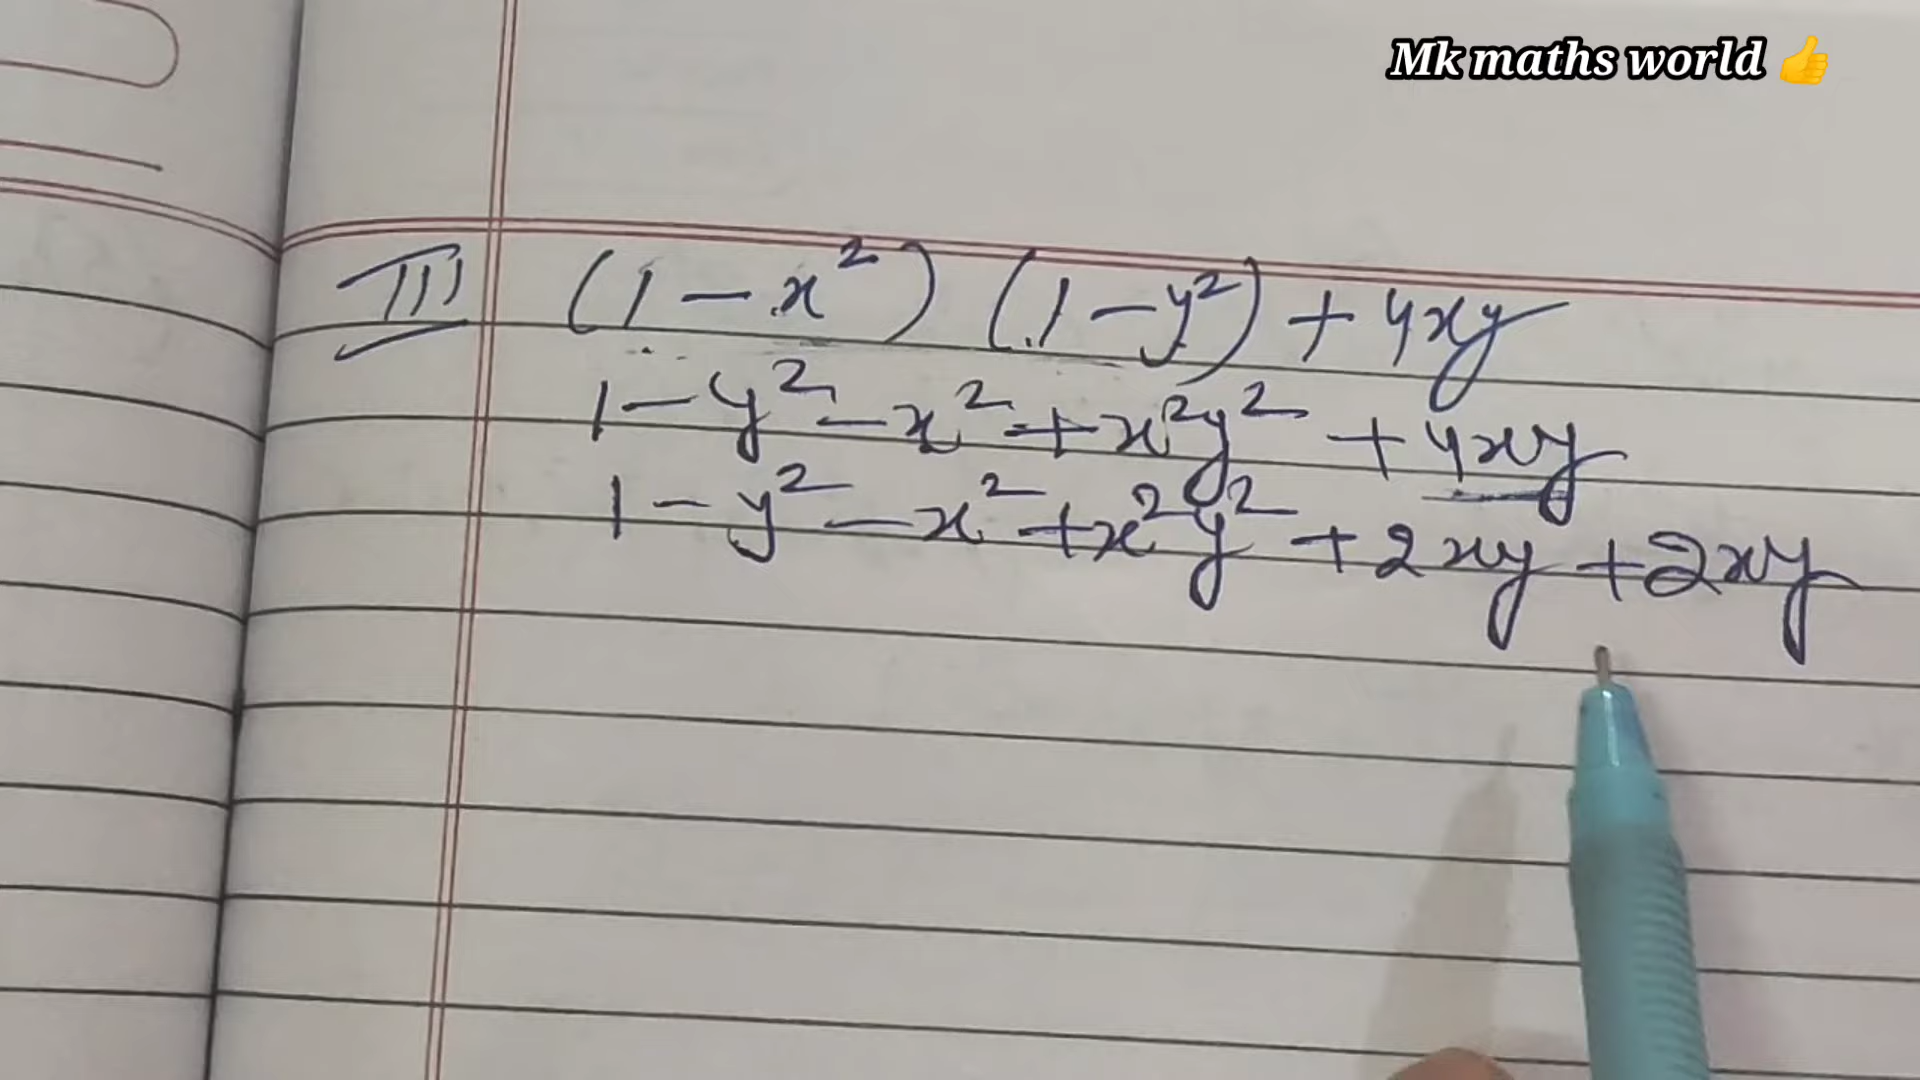 Mk maths world 👍
III (1 - x²) (1 - y²) + 4xy
1 - y² - x² + x²y² + 4xy
1 - y² - x² + x²y² + 2xy + 2xy